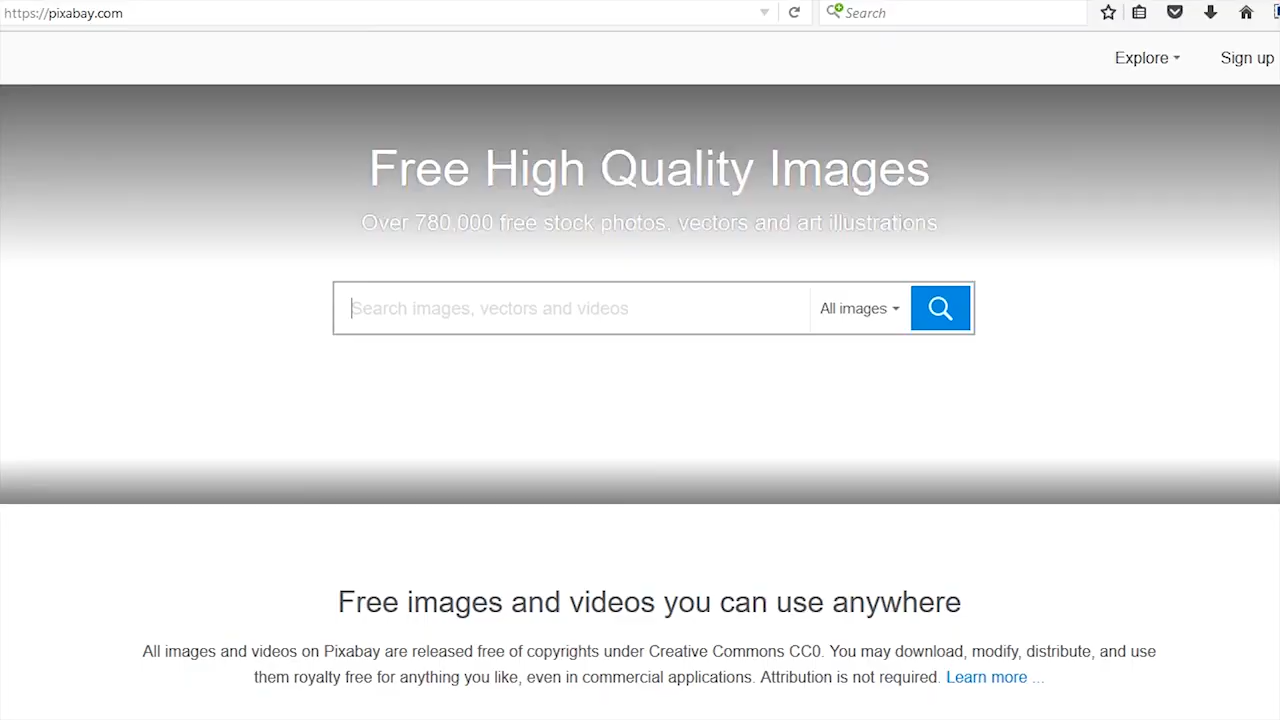 https://pixabay.com
Search
Explore
Sign up
Free High Quality Images
Over 780,000 free stock photos, vectors and art illustrations
Search images, vectors and videos
All images
Free images and videos you can use anywhere
All images and videos on Pixabay are released free of copyrights under Creative Commons CC0. You may download, modify, distribute, and use
them royalty free for anything you like, even in commercial applications. Attribution is not required. Learn more ...